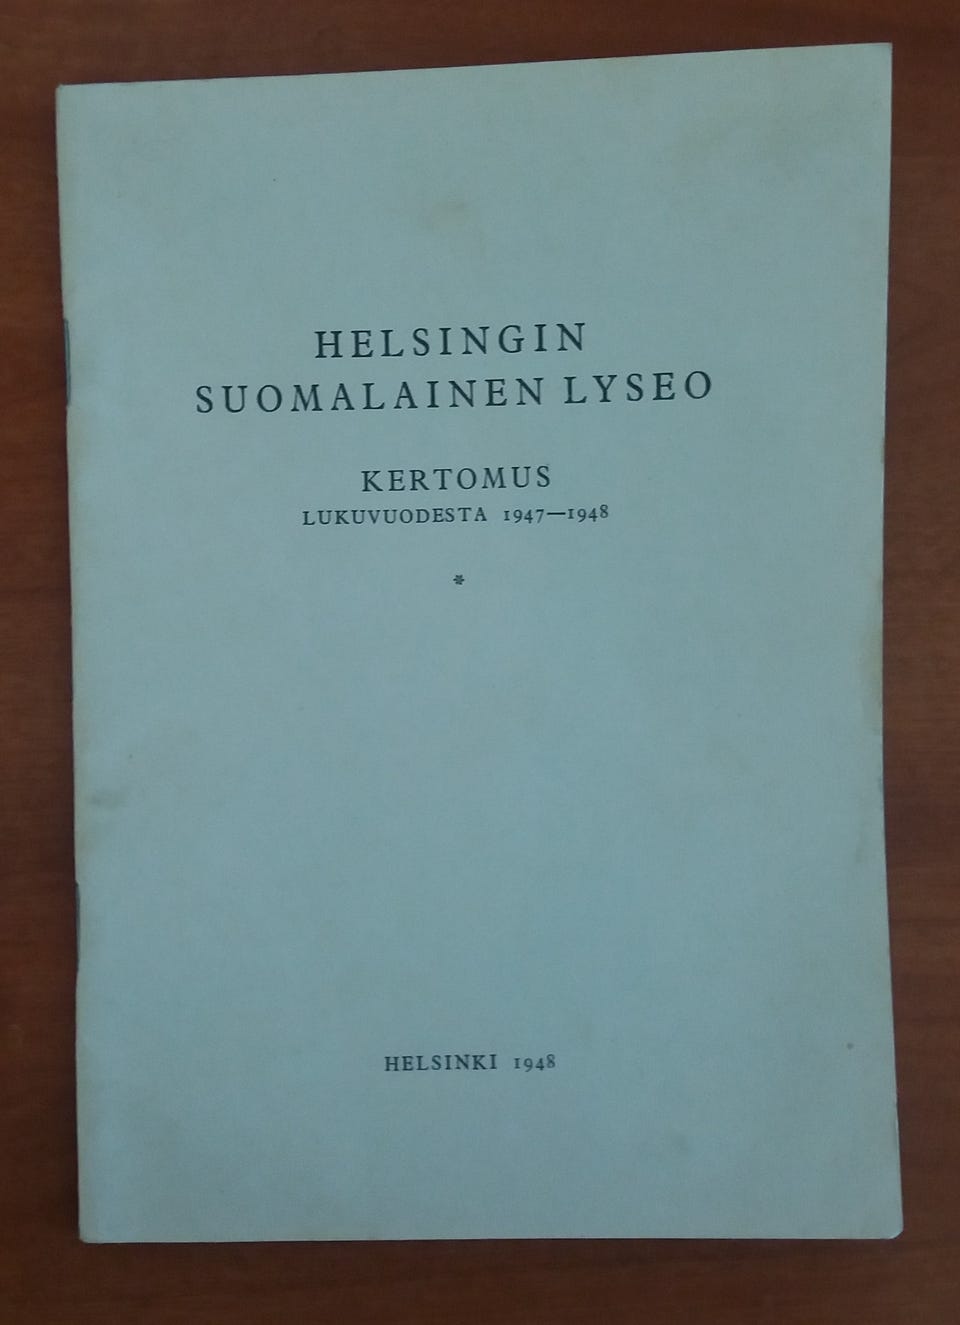 HELSINGIN
SUOMALAINEN LYSEO
KERTOMUS
LUKUVUODESTA 1947—1948
*
HELSINKI 1948